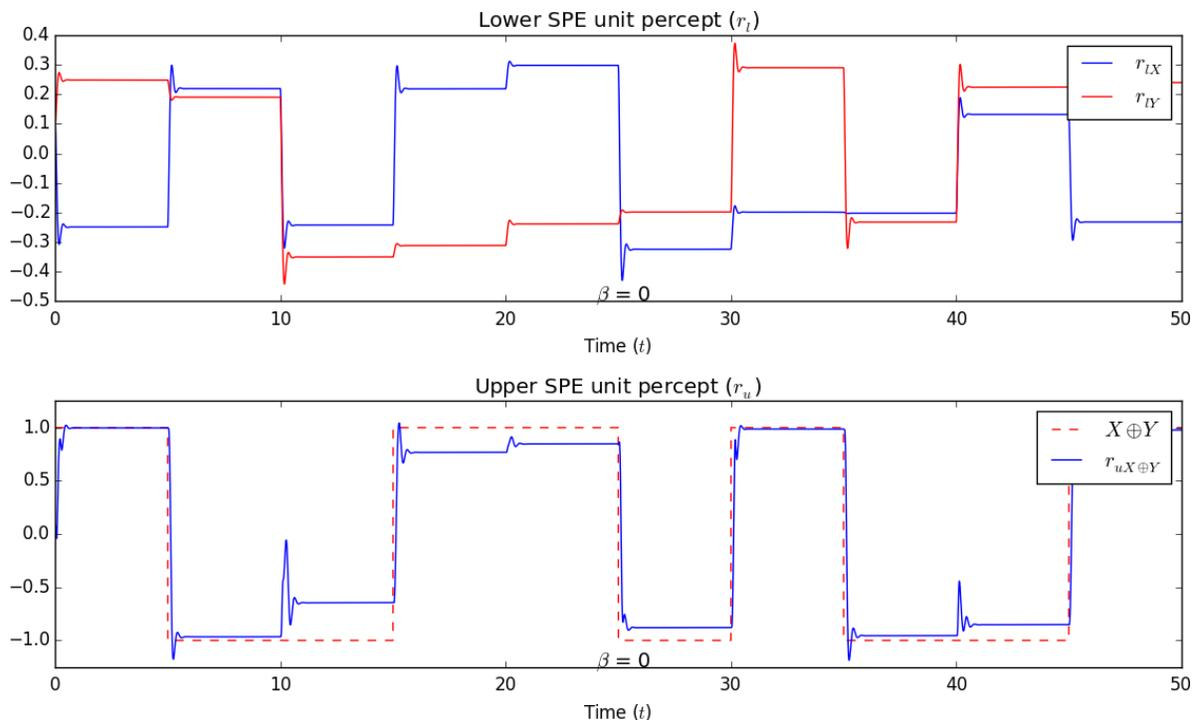 Lower SPE unit percept (r_l)
0.4
0.3
0.2
0.1
0.0
−0.1
−0.2
−0.3
−0.4
−0.5
r_lX
r_lY
β = 0
0 10 20 30 40 50
Time (t)
Upper SPE unit percept (r_u)
1.0
0.5
0.0
−0.5
−1.0
X⊕Y
r_uX⊕Y
β = 0
0 10 20 30 40 50
Time (t)